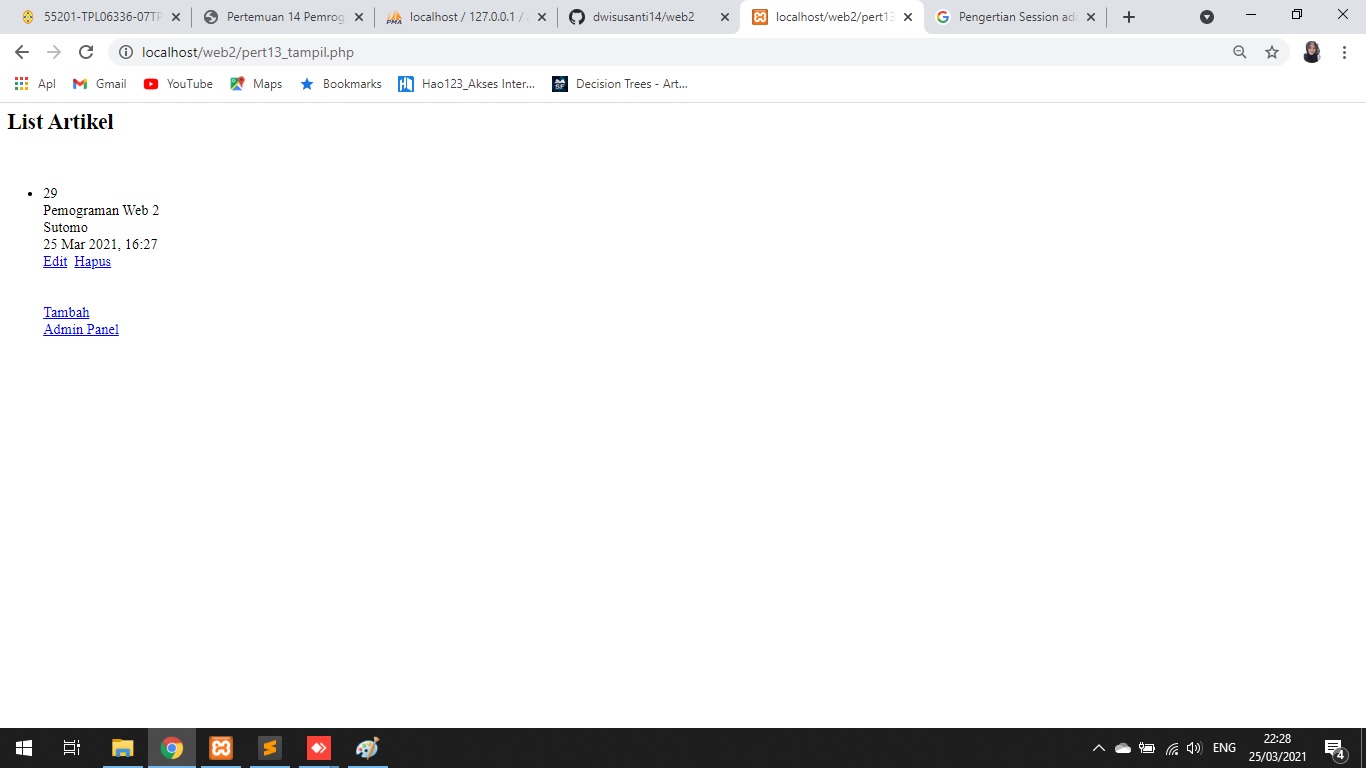 55201-TPL06336-07TP
Pertemuan 14 Pemrog
localhost / 127.0.0.1 /
dwisusanti14/web2
localhost/web2/pert13
Pengertian Session ad
localhost/web2/pert13_tampil.php
Apl
Gmail
YouTube
Maps
Bookmarks
Hao123_Akses Inter...
Decision Trees - Art...
List Artikel
29
Pemograman Web 2
Sutomo
25 Mar 2021, 16:27
Edit Hapus
Tambah
Admin Panel
ENG
22:28
25/03/2021
4